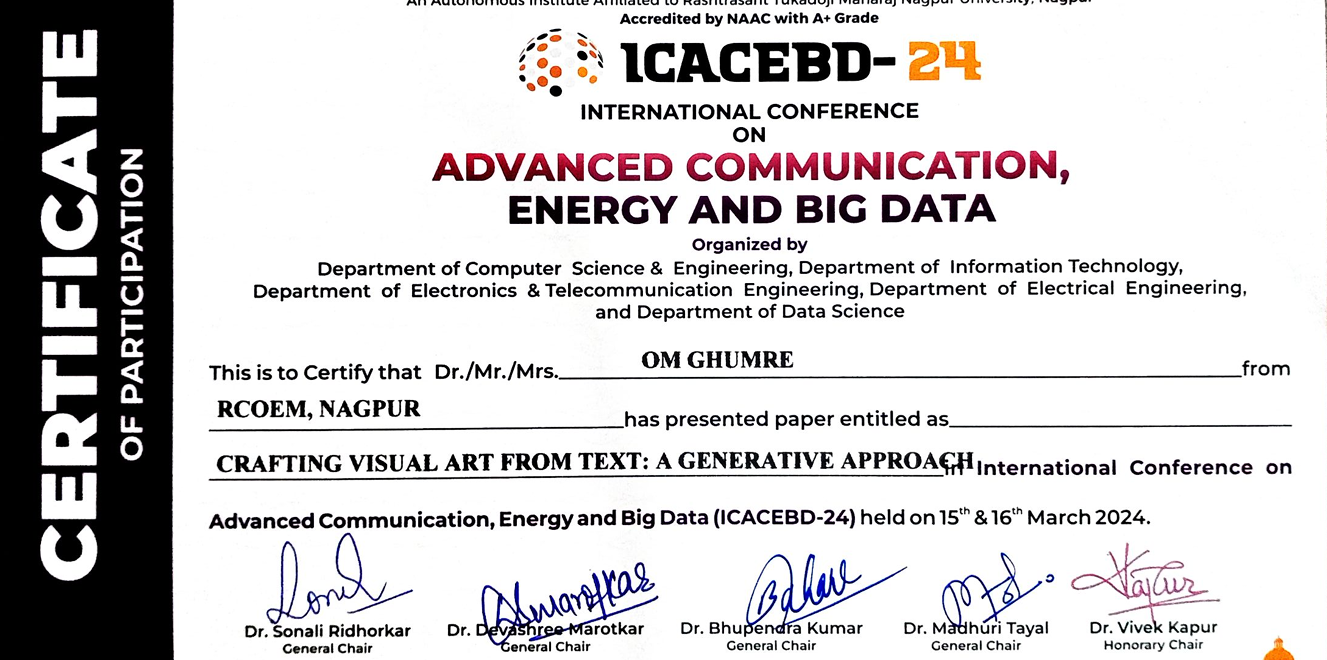 An Autonomous Institute Affiliated to Rashtrasant Tukadoji Maharaj Nagpur University, Nagpur
Accredited by NAAC with A+ Grade
ICACEBD-24
INTERNATIONAL CONFERENCE
ON
ADVANCED COMMUNICATION,
ENERGY AND BIG DATA
Organized by
Department of Computer Science & Engineering, Department of Information Technology,
Department of Electronics & Telecommunication Engineering, Department of Electrical Engineering,
and Department of Data Science
This is to Certify that Dr./Mr./Mrs. OM GHUMRE from
RCOEM, NAGPUR has presented paper entitled as
CRAFTING VISUAL ART FROM TEXT: A GENERATIVE APPROACH in International Conference on
Advanced Communication, Energy and Big Data (ICACEBD-24) held on 15th & 16th March 2024.
Dr. Sonali Ridhorkar Dr. Devashree Marotkar Dr. Bhupendra Kumar Dr. Madhuri Tayal Dr. Vivek Kapur
General Chair General Chair General Chair General Chair Honorary Chair
CERTIFICATE
OF PARTICIPATION